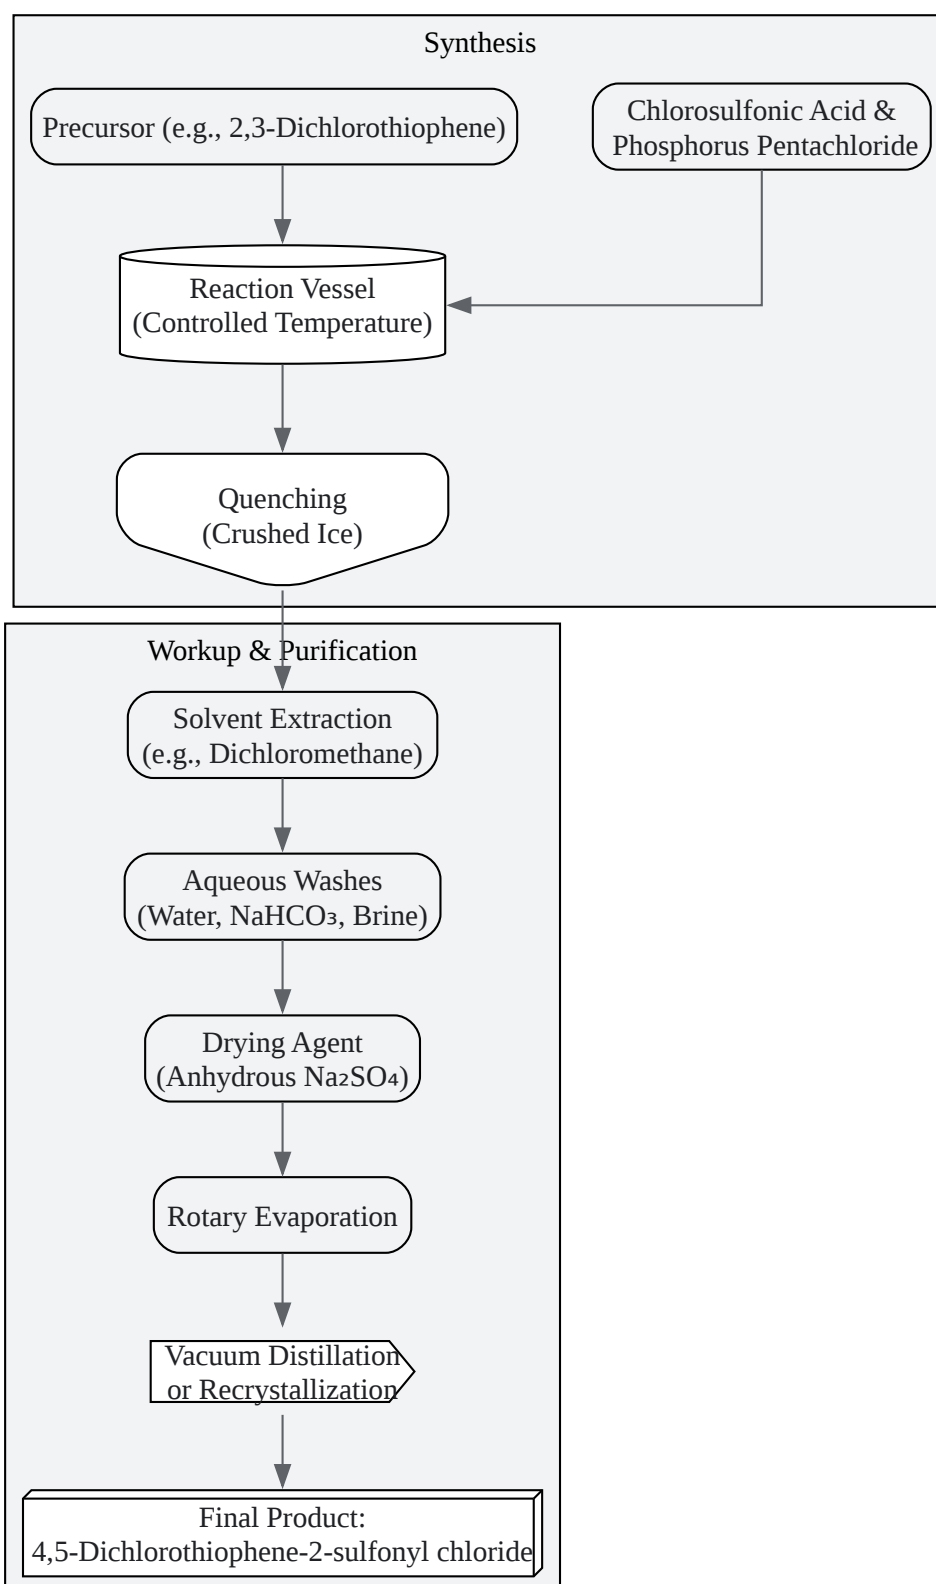 Synthesis
Precursor (e.g., 2,3-Dichlorothiophene)
Chlorosulfonic Acid &
Phosphorus Pentachloride
Reaction Vessel
(Controlled Temperature)
Quenching
(Crushed Ice)
Workup & Purification
Solvent Extraction
(e.g., Dichloromethane)
Aqueous Washes
(Water, NaHCO₃, Brine)
Drying Agent
(Anhydrous Na₂SO₄)
Rotary Evaporation
Vacuum Distillation
or Recrystallization
Final Product:
4,5-Dichlorothiophene-2-sulfonyl chloride